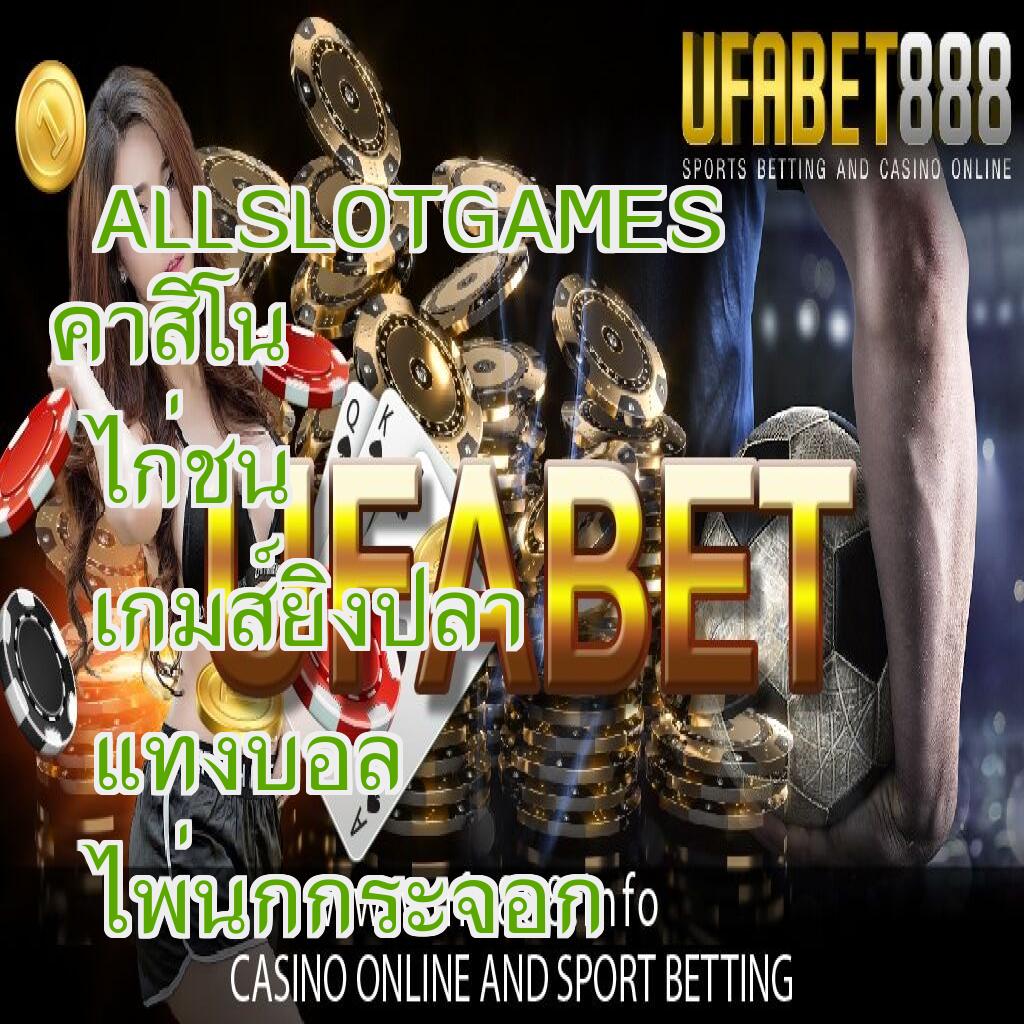 UFABET888
SPORTS BETTING AND CASINO ONLINE
ALLSLOTGAMES
คาสิโน
Q K
ไก่ชน
UFABET
เกมส์ยิงปลา
แทงบอล
A
ไพ่นกกระจอก
CASINO ONLINE AND SPORT BETTING